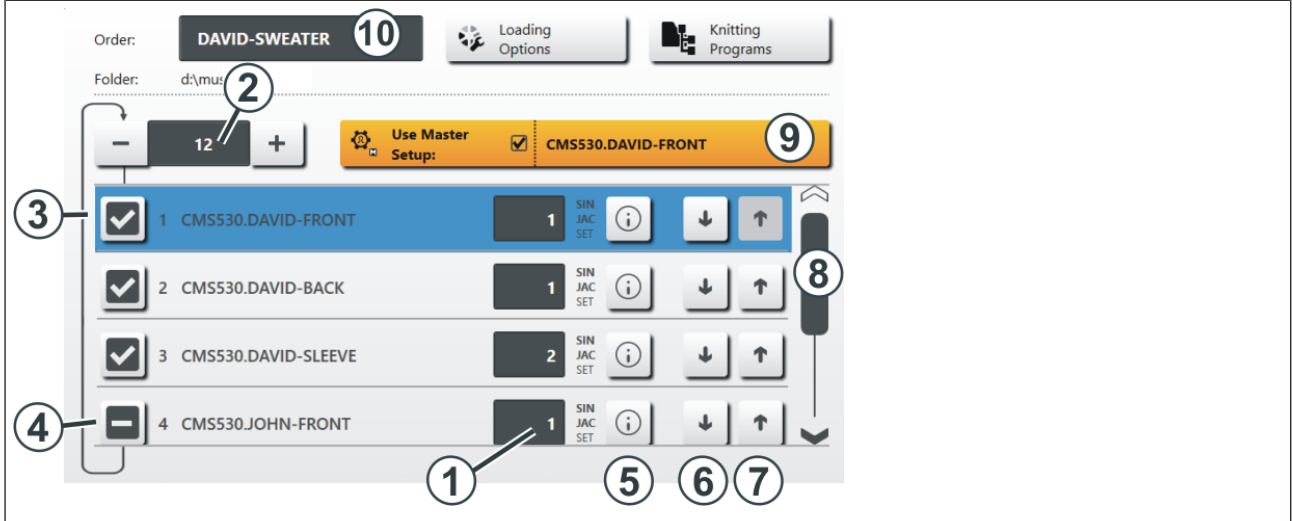 Order: DAVID-SWEATER 10 Loading Options Knitting Programs
Folder: d:\mus
2
12 Use Master Setup: CMS530.DAVID-FRONT 9
3 1 CMS530.DAVID-FRONT 1 SIN JAC SET
2 CMS530.DAVID-BACK 1 SIN JAC SET 8
3 CMS530.DAVID-SLEEVE 2 SIN JAC SET
4 4 CMS530.JOHN-FRONT 1 SIN JAC SET
1 5 6 7